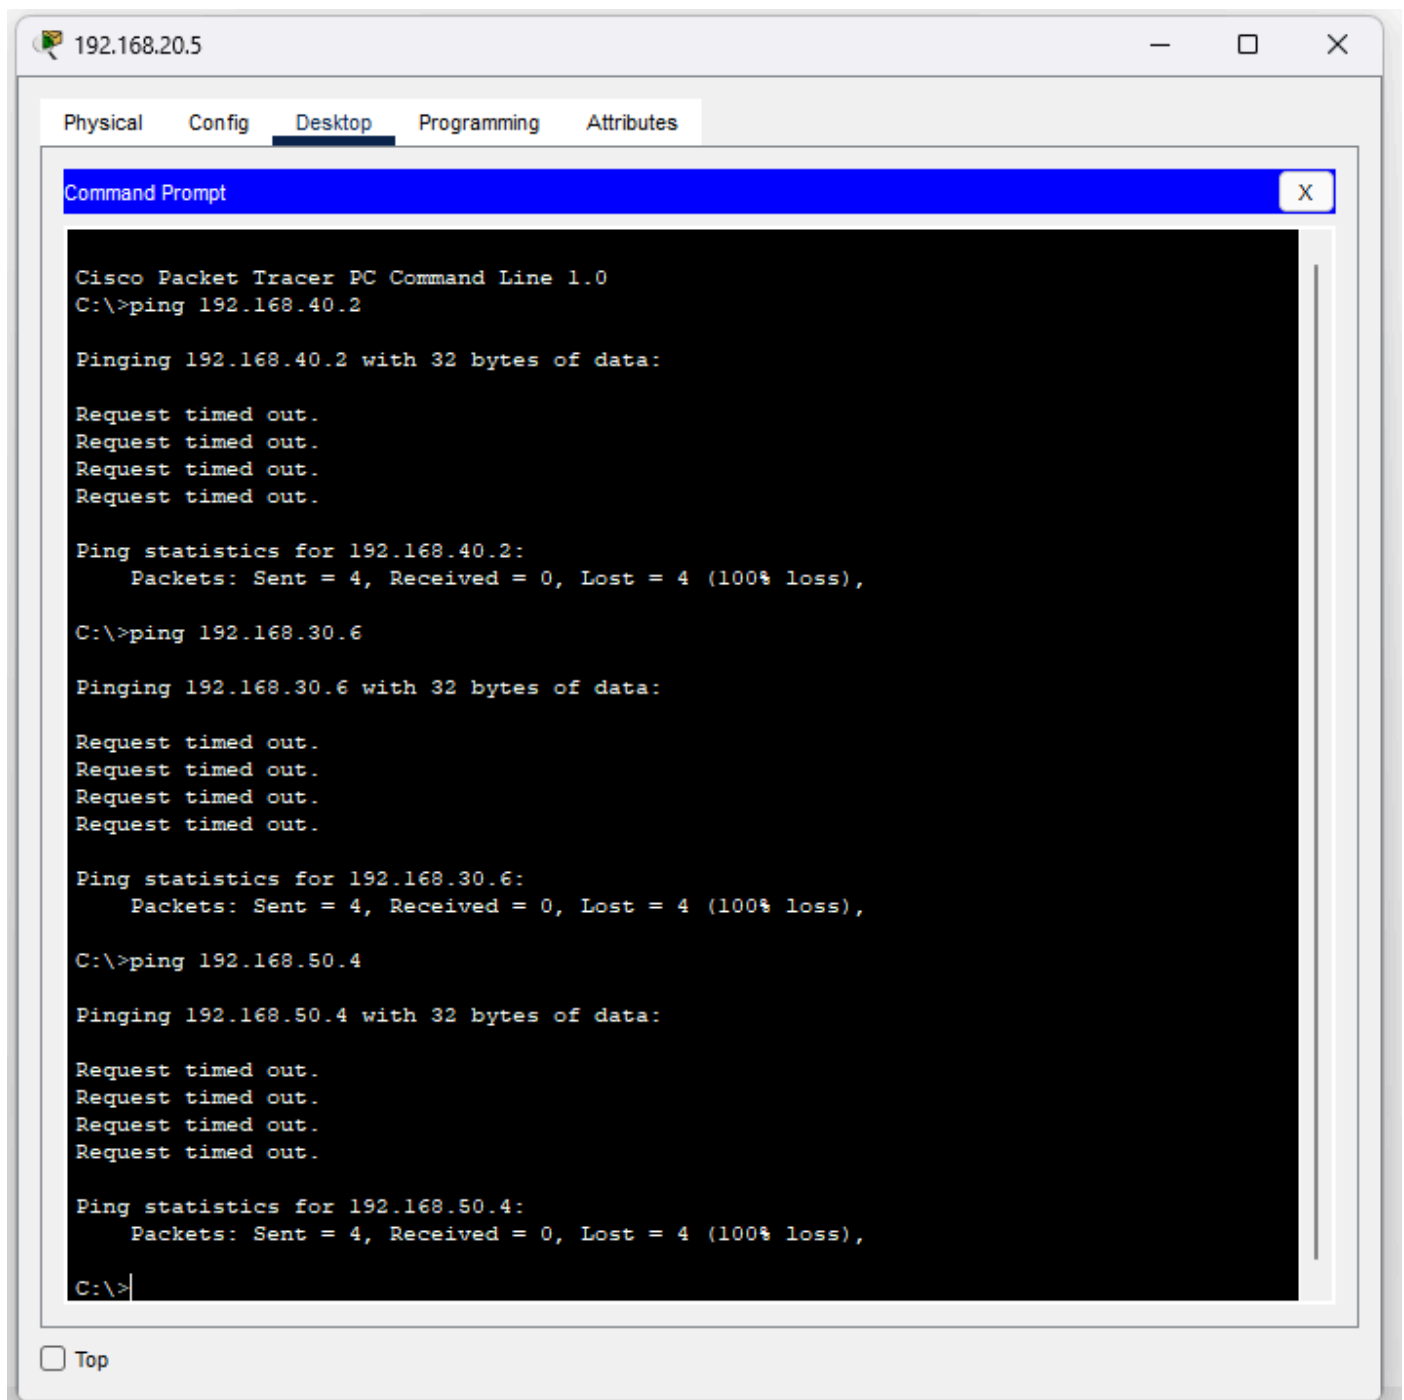 192.168.20.5
Physical Config Desktop Programming Attributes
Command Prompt
X
Cisco Packet Tracer PC Command Line 1.0
C:\>ping 192.168.40.2
Pinging 192.168.40.2 with 32 bytes of data:
Request timed out.
Request timed out.
Request timed out.
Request timed out.
Ping statistics for 192.168.40.2:
Packets: Sent = 4, Received = 0, Lost = 4 (100% loss),
C:\>ping 192.168.30.6
Pinging 192.168.30.6 with 32 bytes of data:
Request timed out.
Request timed out.
Request timed out.
Request timed out.
Ping statistics for 192.168.30.6:
Packets: Sent = 4, Received = 0, Lost = 4 (100% loss),
C:\>ping 192.168.50.4
Pinging 192.168.50.4 with 32 bytes of data:
Request timed out.
Request timed out.
Request timed out.
Request timed out.
Ping statistics for 192.168.50.4:
Packets: Sent = 4, Received = 0, Lost = 4 (100% loss),
C:\>
Top